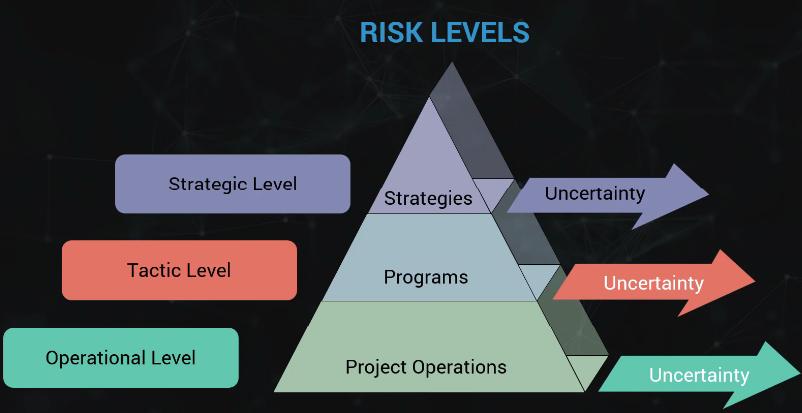 RISK LEVELS
Strategic Level
Strategies
Uncertainty
Tactic Level
Programs
Uncertainty
Operational Level
Project Operations
Uncertainty